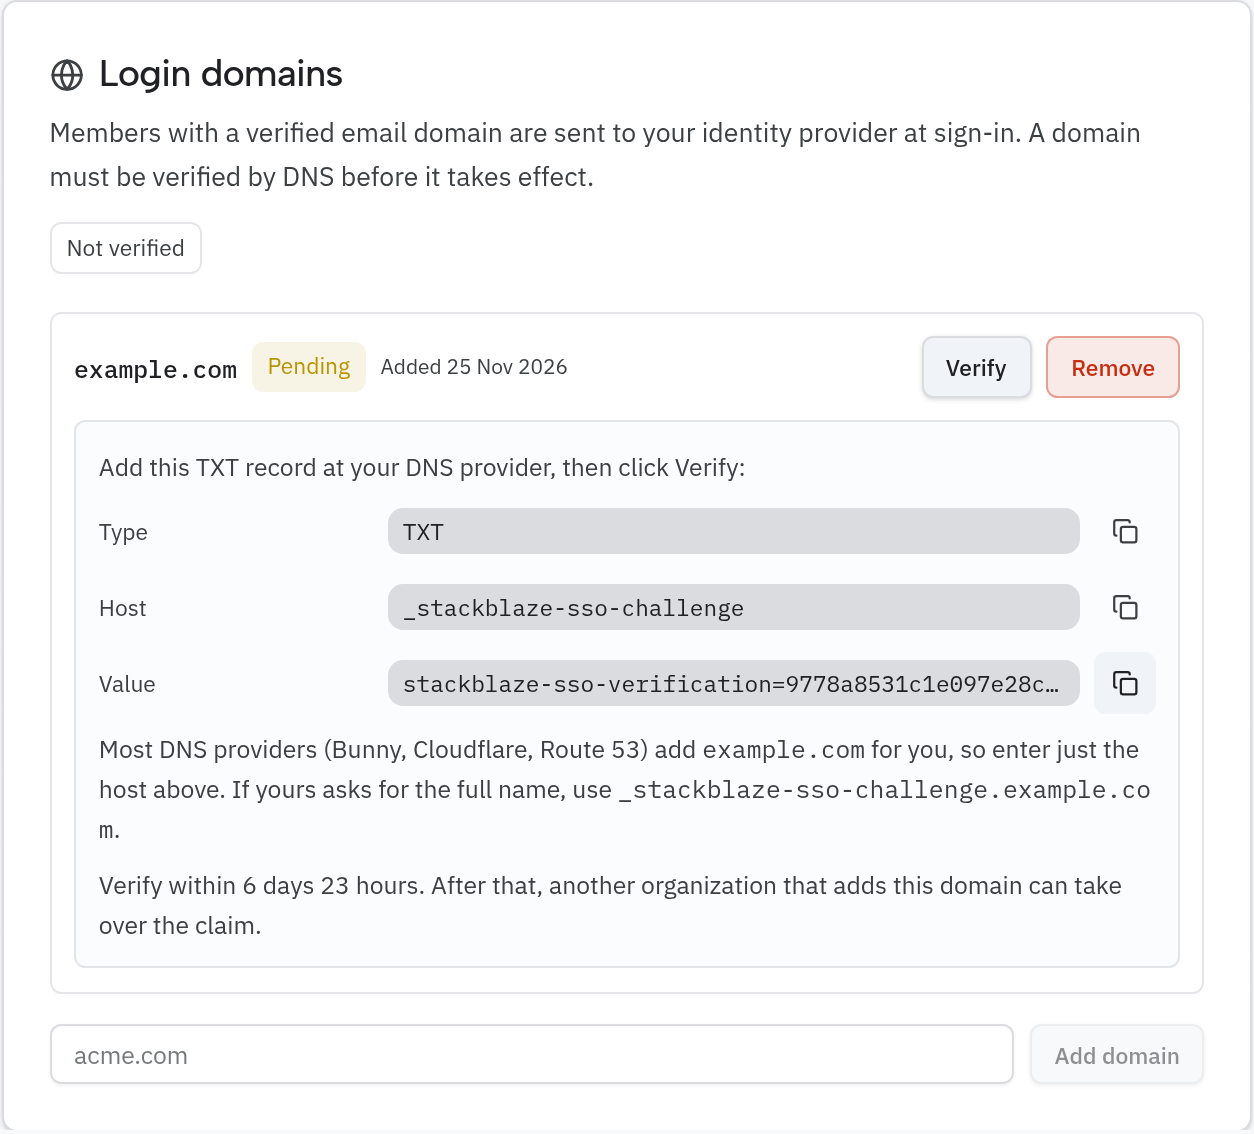 Login domains
Members with a verified email domain are sent to your identity provider at sign-in. A domain
must be verified by DNS before it takes effect.
Not verified
example.com Pending Added 25 Nov 2026 Verify Remove
Add this TXT record at your DNS provider, then click Verify:
Type TXT
Host _stackblaze-sso-challenge
Value stackblaze-sso-verification=9778a8531c1e097e28c…
Most DNS providers (Bunny, Cloudflare, Route 53) add example.com for you, so enter just the
host above. If yours asks for the full name, use _stackblaze-sso-challenge.example.co
m.
Verify within 6 days 23 hours. After that, another organization that adds this domain can take
over the claim.
acme.com Add domain